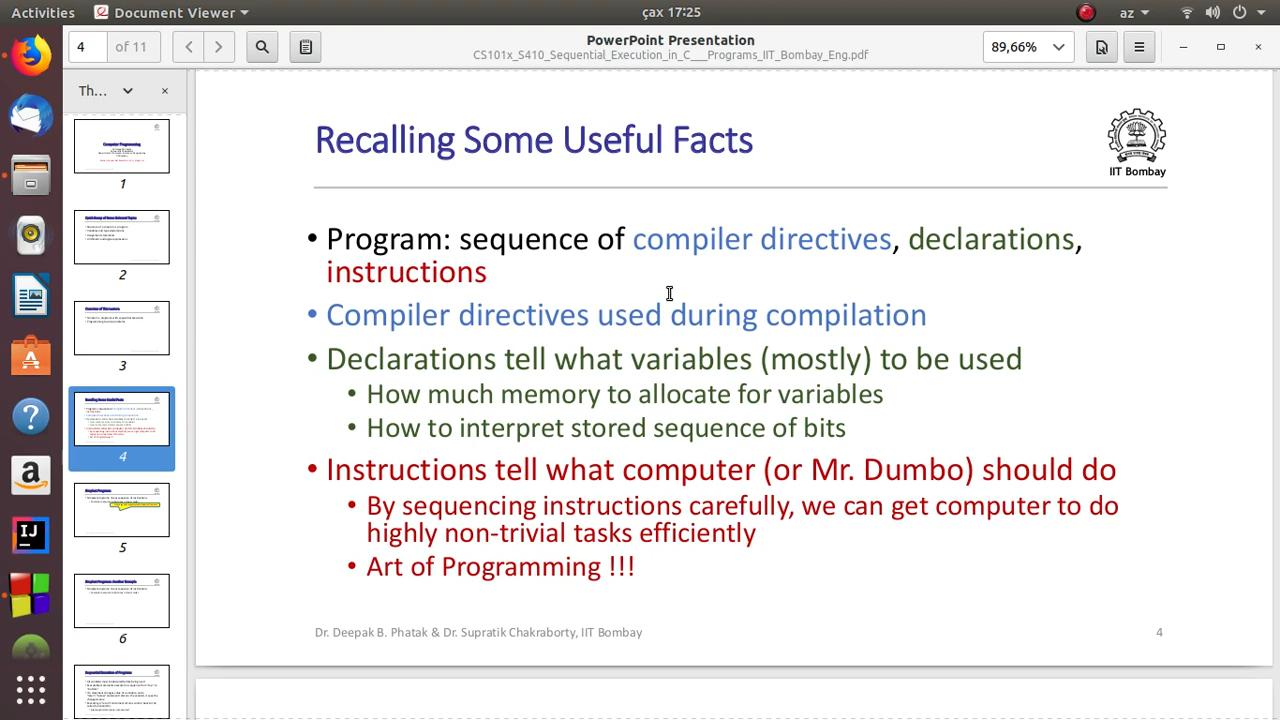 Activities
Document Viewer
çax 17:25
az
4
of 11
PowerPoint Presentation
CS101x_S410_Sequential_Execution_in_C___Programs_IIT_Bombay_Eng.pdf
89,66%
Th...
1
2
3
4
5
6
Recalling Some Useful Facts
IIT Bombay
• Program: sequence of compiler directives, declarations,
instructions
• Compiler directives used during compilation
• Declarations tell what variables (mostly) to be used
• How much memory to allocate for variables
• How to interpret stored sequence of bits
• Instructions tell what computer (or Mr. Dumbo) should do
• By sequencing instructions carefully, we can get computer to do
highly non-trivial tasks efficiently
• Art of Programming !!!
Dr. Deepak B. Phatak & Dr. Supratik Chakraborty, IIT Bombay
4